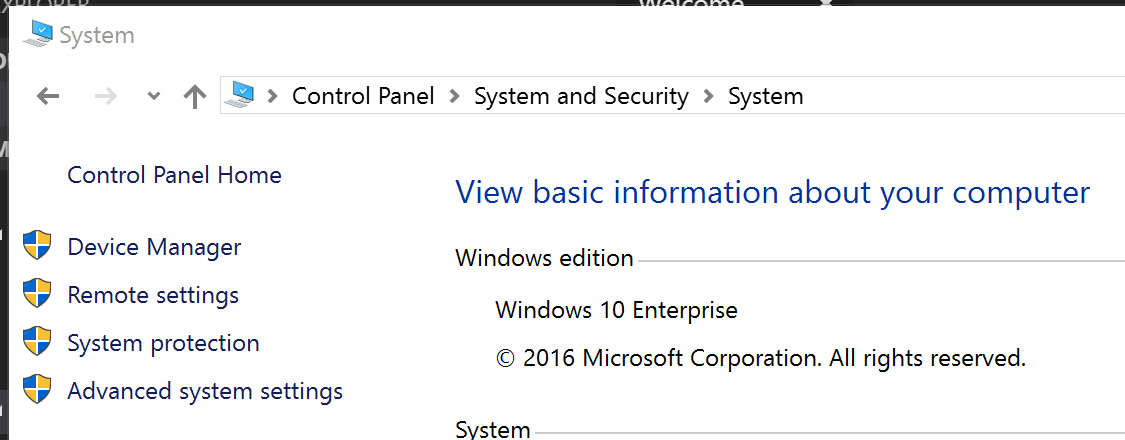 System
Control Panel System and Security System
Control Panel Home
Device Manager
Remote settings
System protection
Advanced system settings
View basic information about your computer
Windows edition
Windows 10 Enterprise
© 2016 Microsoft Corporation. All rights reserved.
System